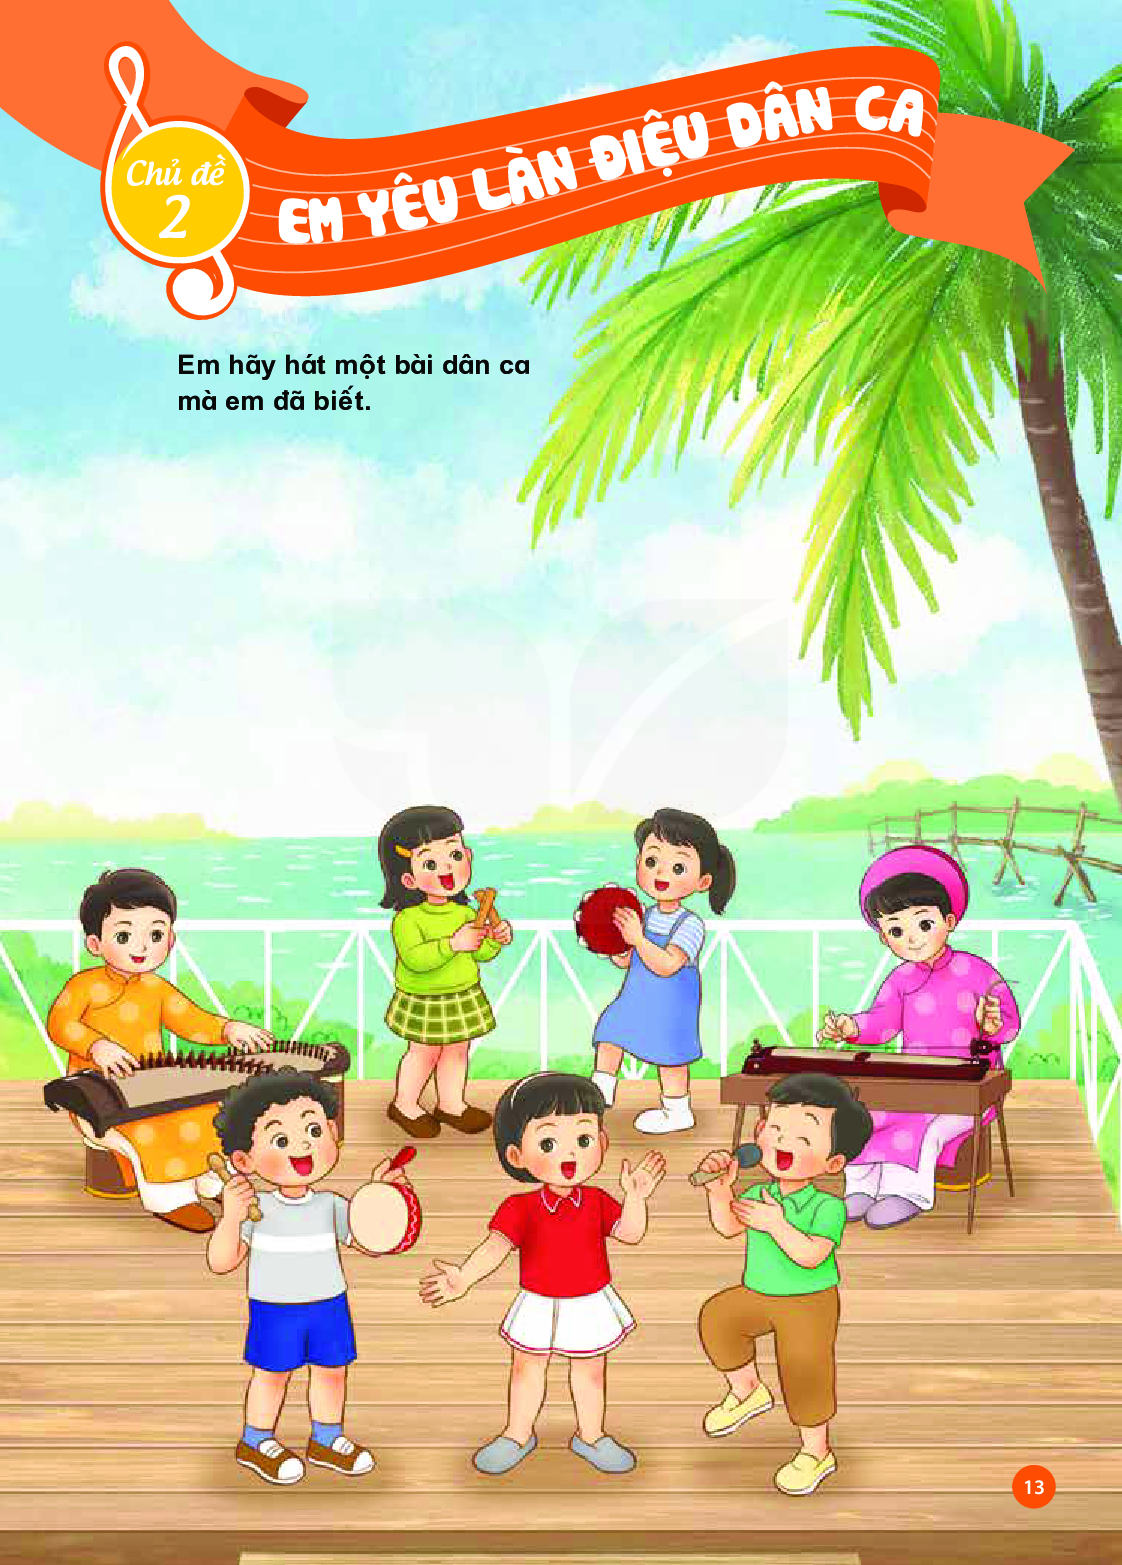 Chủ đề
2
EM YÊU LÀN ĐIỆU DÂN CA
Em hãy hát một bài dân ca
mà em đã biết.
13